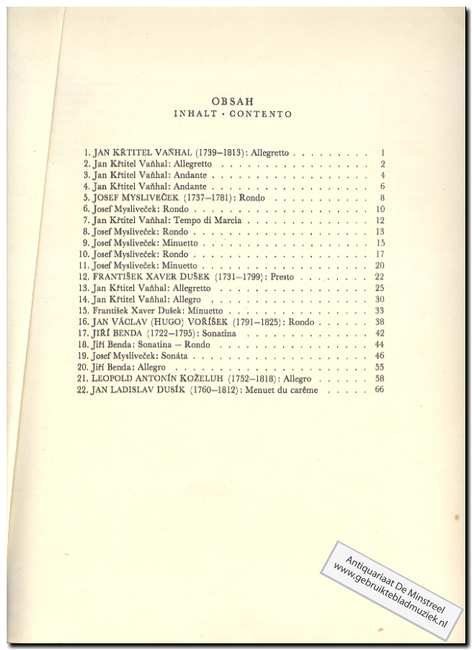 OBSAH
INHALT · CONTENTO
1. JAN KŘTITEL VAŇHAL (1739—1813): Allegretto . . . . . . . . . 1
2. Jan Křtitel Vaňhal: Allegretto . . . . . . . . . . . . . . . . 2
3. Jan Křtitel Vaňhal: Andante . . . . . . . . . . . . . . . . 4
4. Jan Křtitel Vaňhal: Andante . . . . . . . . . . . . . . . . 6
5. JOSEF MYSLIVEČEK (1737—1781): Rondo . . . . . . . . . . . 8
6. Josef Mysliveček: Rondo . . . . . . . . . . . . . . . . . . 10
7. Jan Křtitel Vaňhal: Tempo di Marcia . . . . . . . . . . . . 12
8. Josef Mysliveček: Rondo . . . . . . . . . . . . . . . . . . 13
9. Josef Mysliveček: Minuetto . . . . . . . . . . . . . . . . . 15
10. Josef Mysliveček: Rondo . . . . . . . . . . . . . . . . . . 17
11. Josef Mysliveček: Minuetto . . . . . . . . . . . . . . . . . 20
12. FRANTIŠEK XAVER DUŠEK (1731—1799): Presto . . . . . . . . 22
13. Jan Křtitel Vaňhal: Allegretto . . . . . . . . . . . . . . . 25
14. Jan Křtitel Vaňhal: Allegro . . . . . . . . . . . . . . . . 30
15. František Xaver Dušek: Minuetto . . . . . . . . . . . . . . 33
16. JAN VÁCLAV (HUGO) VOŘÍŠEK (1791—1825): Rondo . . . . . . 38
17. JIŘÍ BENDA (1722—1795): Sonatina . . . . . . . . . . . . . 42
18. Jiří Benda: Sonatina — Rondo . . . . . . . . . . . . . . . 44
19. Josef Mysliveček: Sonáta . . . . . . . . . . . . . . . . . . 46
20. Jiří Benda: Allegro . . . . . . . . . . . . . . . . . . . . 55
21. LEOPOLD ANTONÍN KOŽELUH (1752—1818): Allegro . . . . . . 58
22. JAN LADISLAV DUSÍK (1760—1812): Menuet du carême . . . . . 66
Antiquariaat De Minstreel
www.gebruiktebladmuziek.nl